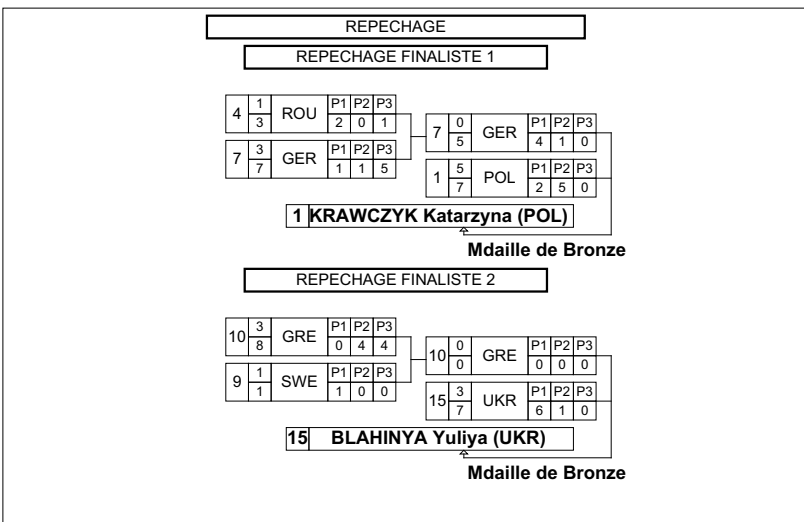 REPECHAGE
REPECHAGE FINALISTE 1
4 1 3 ROU P1 P2 P3 2 0 1
7 3 7 GER P1 P2 P3 1 1 5
7 0 5 GER P1 P2 P3 4 1 0
1 5 7 POL P1 P2 P3 2 5 0
1 KRAWCZYK Katarzyna (POL)
Mdaille de Bronze
REPECHAGE FINALISTE 2
10 3 8 GRE P1 P2 P3 0 4 4
9 1 1 SWE P1 P2 P3 1 0 0
10 0 0 GRE P1 P2 P3 0 0 0
15 3 7 UKR P1 P2 P3 6 1 0
15 BLAHINYA Yuliya (UKR)
Mdaille de Bronze